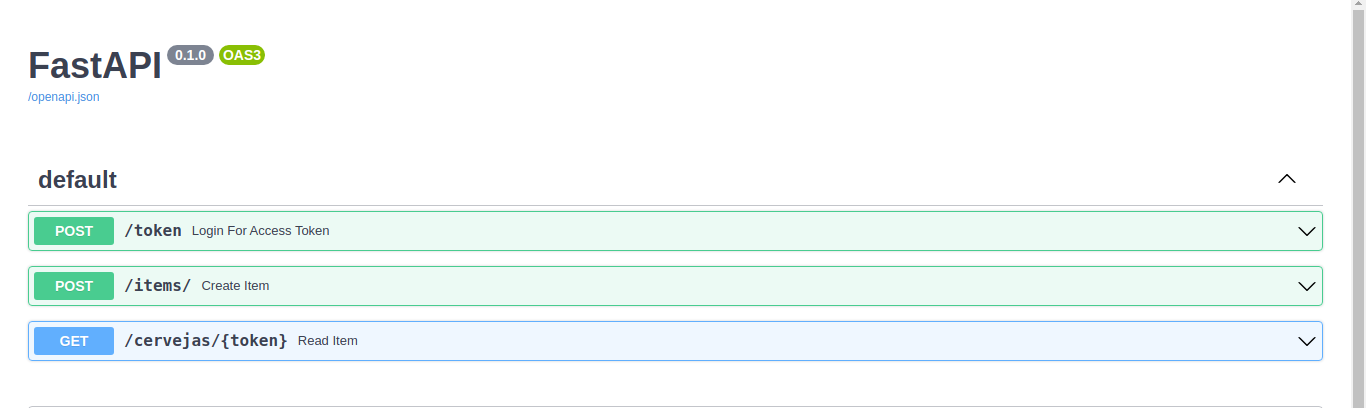 FastAPI 0.1.0 OAS3
/openapi.json
default
POST /token Login For Access Token
POST /items/ Create Item
GET /cervejas/{token} Read Item